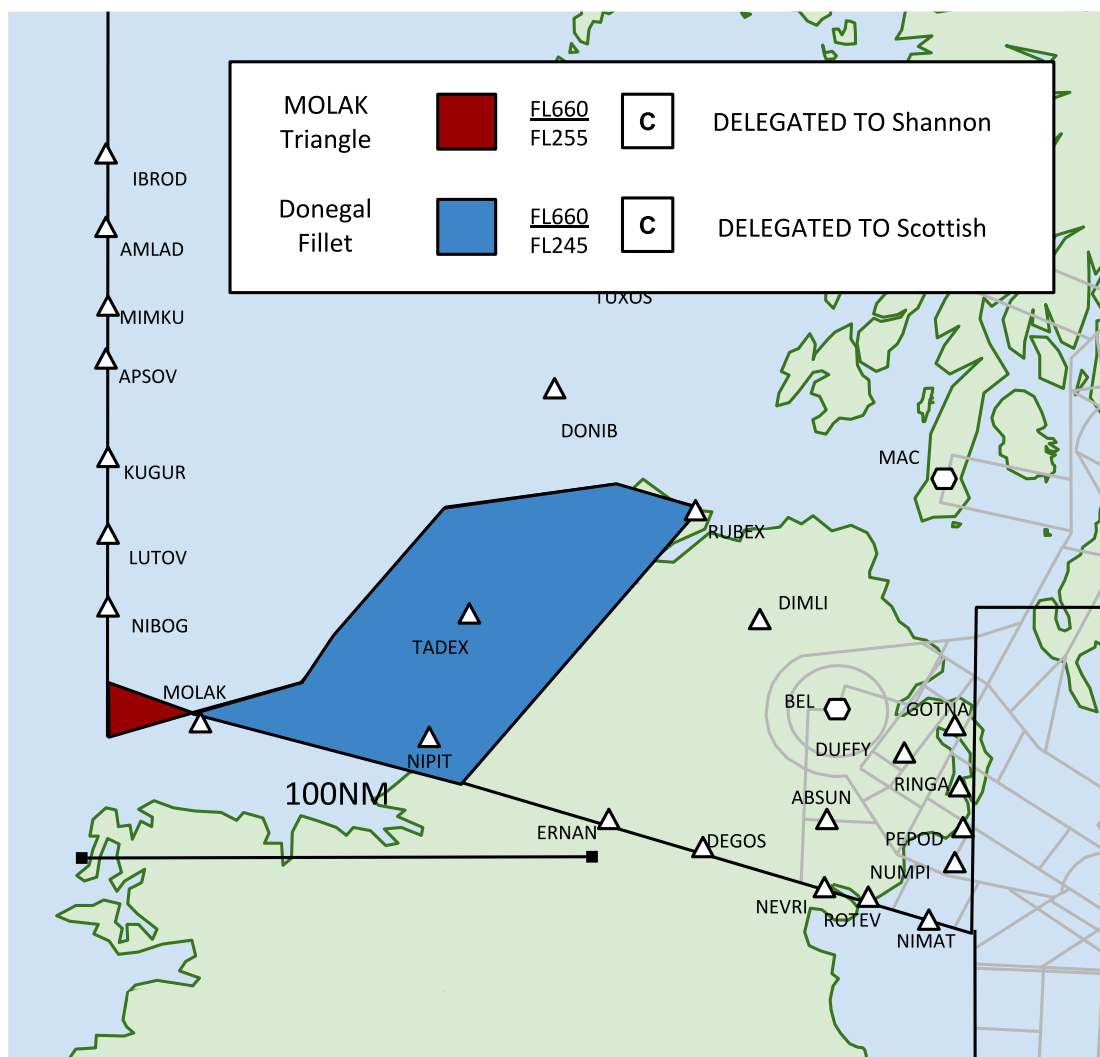 MOLAK
Triangle
FL660
FL255
C
DELEGATED TO Shannon
Donegal
Fillet
FL660
FL245
C
DELEGATED TO Scottish
IBROD
AMLAD
TUXOS
MIMKU
APSOV
DONIB
KUGUR
MAC
RUBEX
LUTOV
DIMLI
NIBOG
TADEX
MOLAK
BEL
GOTNA
DUFFY
NIPIT
RINGA
100NM
ABSUN
ERNAN
DEGOS
PEPOD
NUMPI
NEVRI
ROTEV
NIMAT